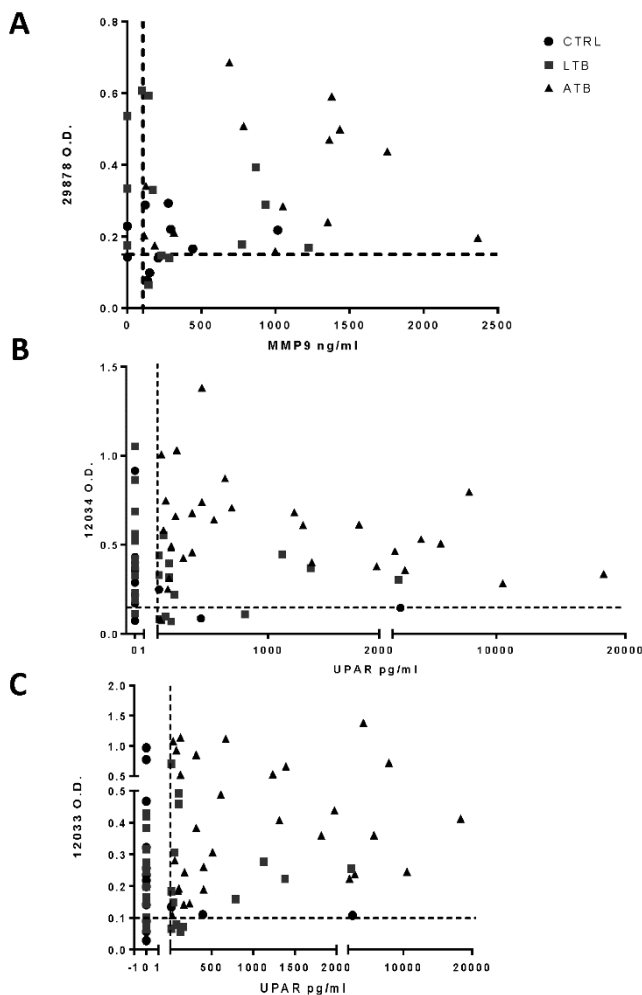 A
0.8
0.6
0.4
0.2
0.0
29878 O.D.
0 500 1000 1500 2000 2500
MMP9 ng/ml
CTRL
LTB
ATB
B
1.5
1.0
0.5
0.0
12034 O.D.
0 1 1000 2000 10000 20000
UPAR pg/ml
C
2.0
1.5
1.0
0.5
0.5
0.4
0.3
0.2
0.1
0.0
12033 O.D.
-1 0 1 500 1000 1500 2000 10000 20000
UPAR pg/ml